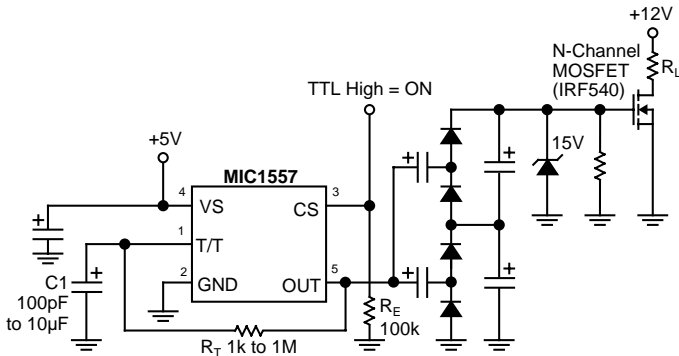 +12V
N-Channel
MOSFET
(IRF540)
R_L
TTL High = ON
+5V
15V
MIC1557
4
VS
3
CS
1
T/T
2
GND
5
OUT
C1
100pF
to 10µF
R_E
100k
R_T 1k to 1M
+
+
+
+
+
+